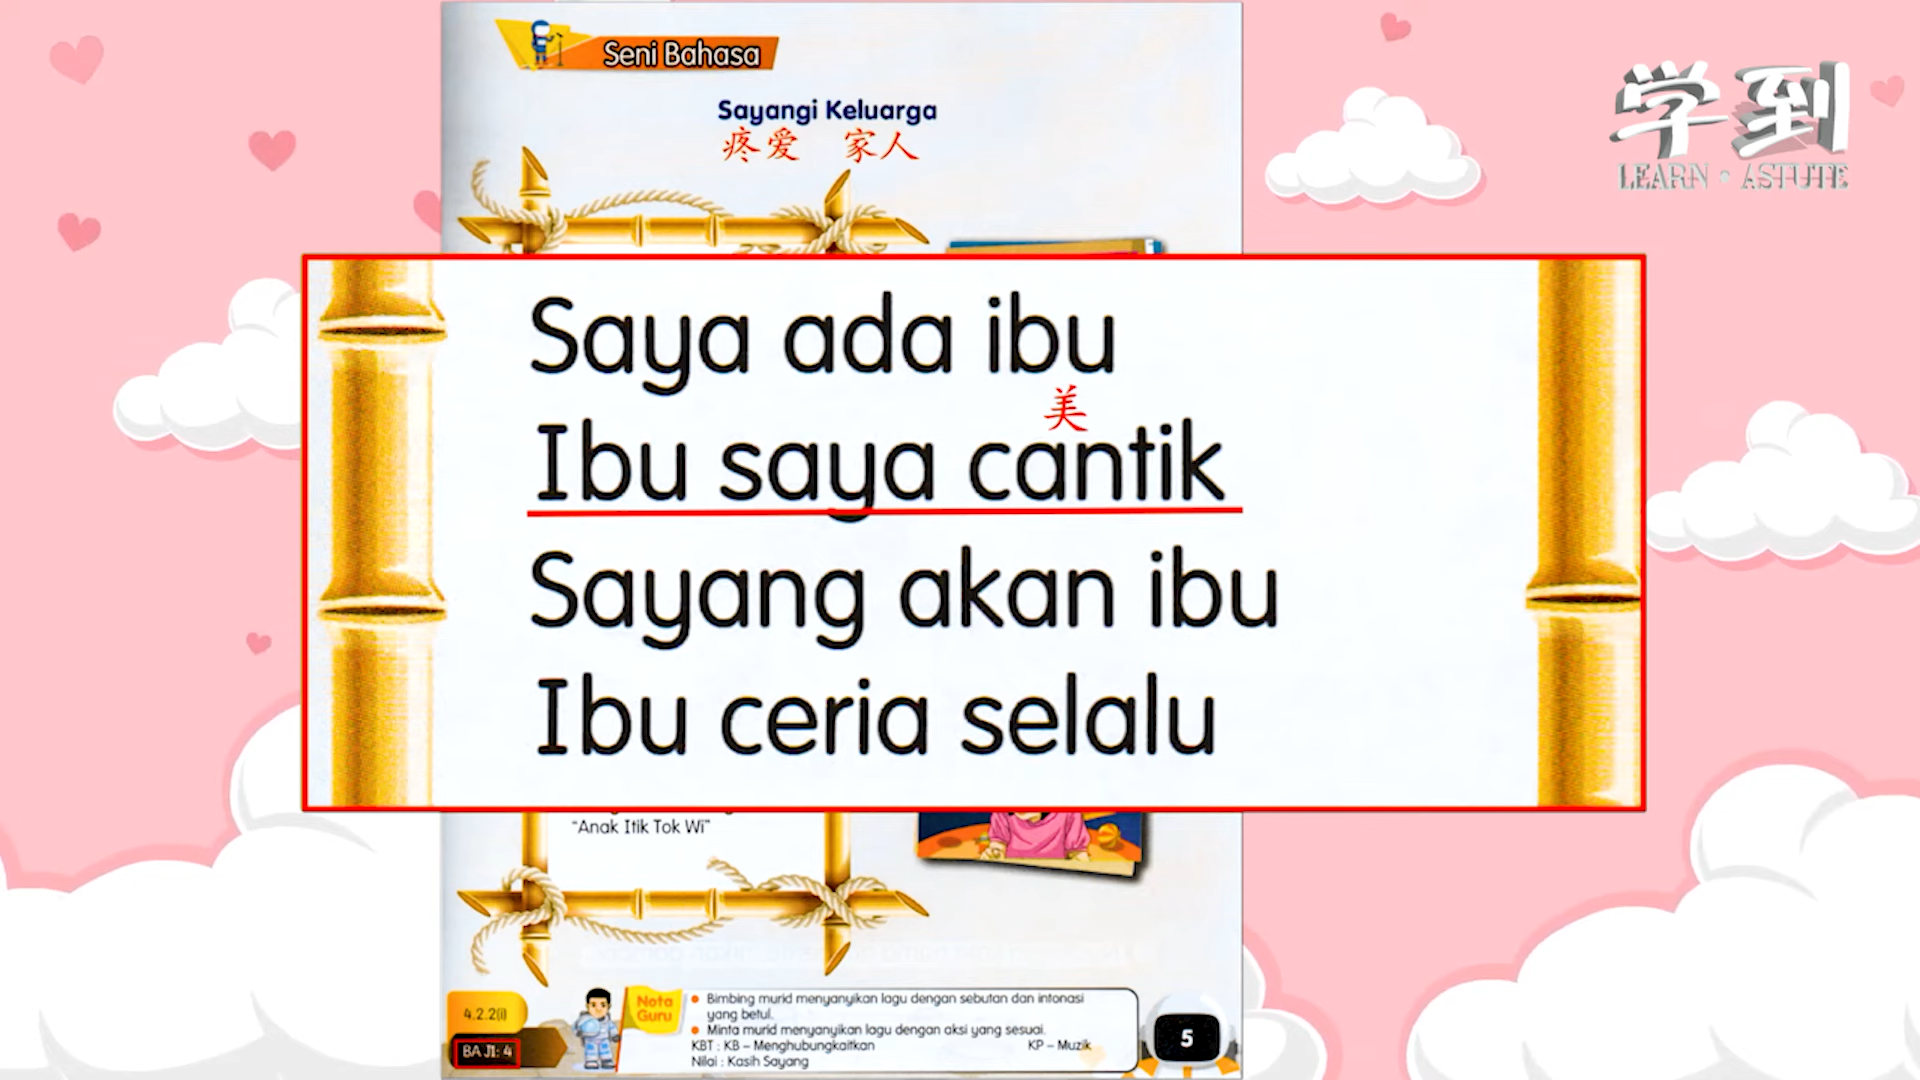 Seni Bahasa
Sayangi Keluarga
疼爱 家人
学到
LEARN • ASTUTE
Saya ada ibu
美
Ibu saya cantik
Sayang akan ibu
Ibu ceria selalu
"Anak Itik Tok Wi"
4.2.2(i)
BA J1: 4
Nota Guru
• Bimbing murid menyanyikan lagu dengan sebutan dan intonasi
yang betul.
• Minta murid menyanyikan lagu dengan aksi yang sesuai.
KBT : KB – Menghubungkaitkan KP – Muzik
Nilai : Kasih Sayang
5